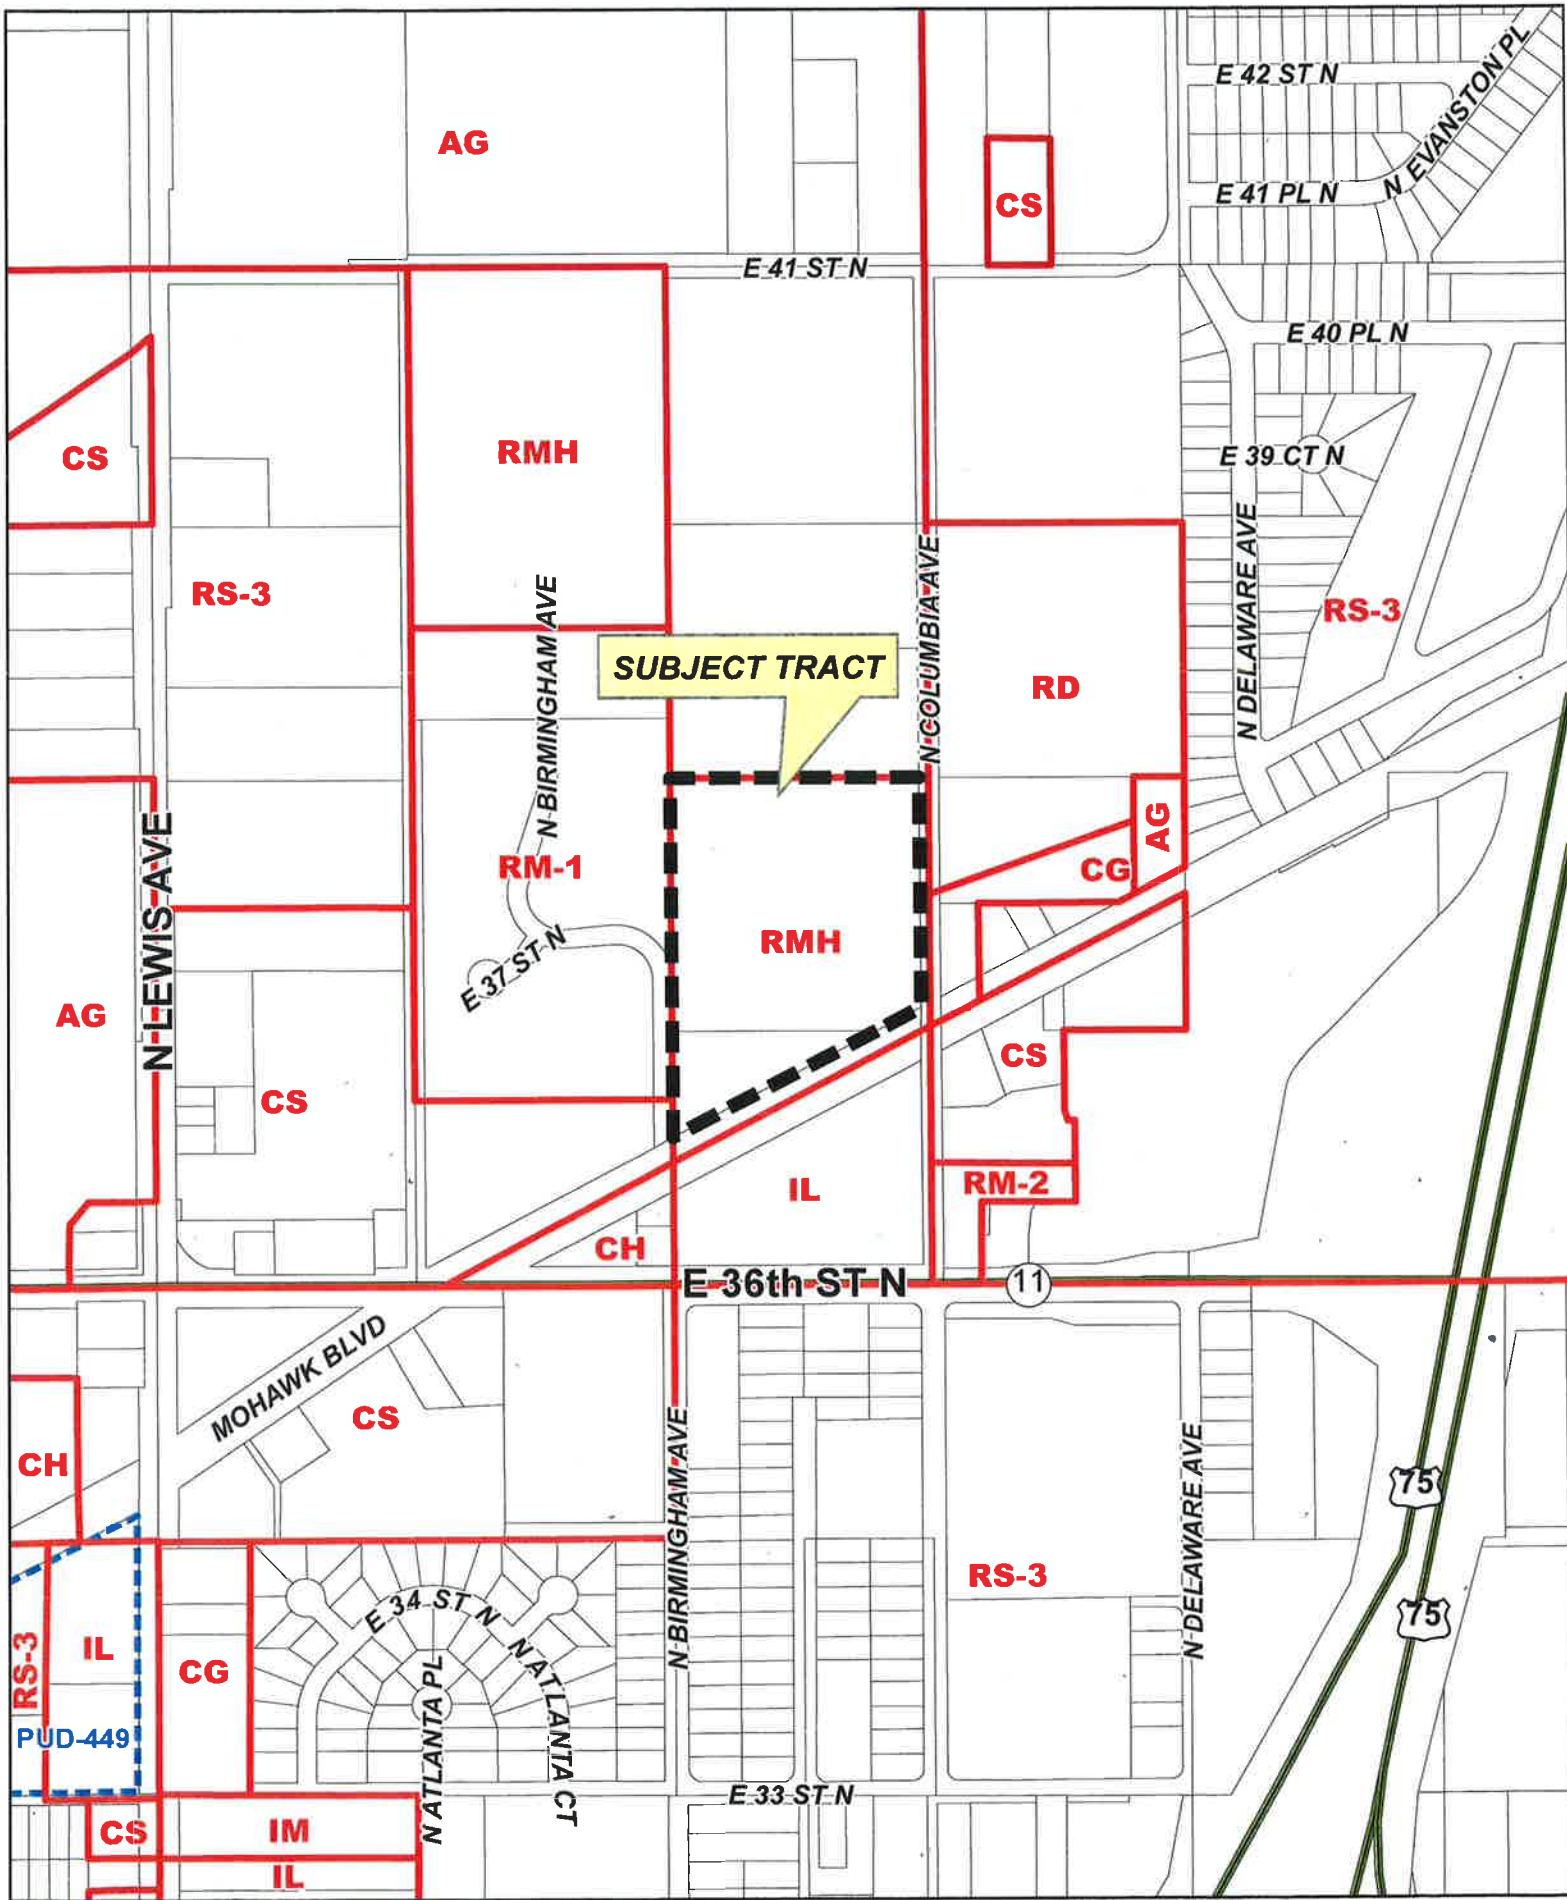 E 42 ST N
N EVANSTON PL
AG
E 41 PL N
CS
E 41 ST N
E 40 PL N
CS
RMH
E 39 CT N
RS-3
N BIRMINGHAM AVE
N COLUMBIA AVE
N DELAWARE AVE
RS-3
SUBJECT TRACT
RD
N LEWIS AVE
RM-1
CG
AG
RMH
E 37 ST N
AG
CS
CS
IL
RM-2
CH
E 36th ST N
11
MOHAWK BLVD
CS
CH
N BIRMINGHAM AVE
N DELAWARE AVE
75
RS-3
75
E 34 ST N
N ATLANTA PL
N ATLANTA CT
RS-3
IL
CG
PUD-449
E 33 ST N
CS
IM
IL